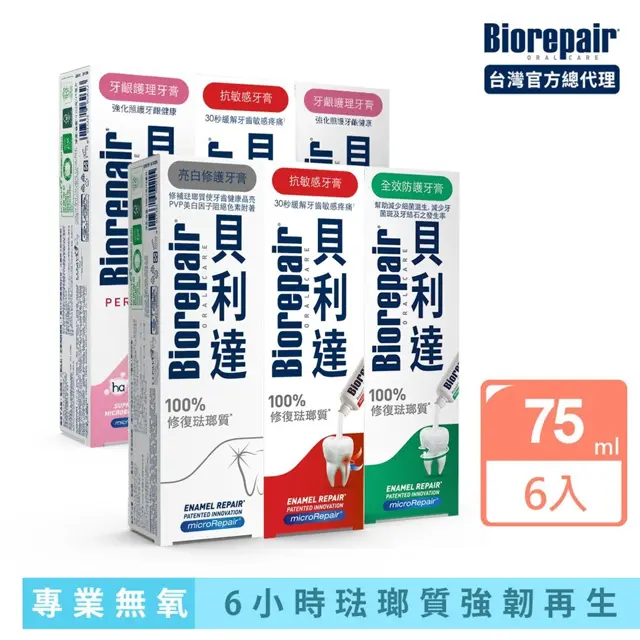 Biorepair®
ORAL CARE
台灣官方總代理
牙齦護理牙膏
強化照護牙齦健康
抗敏感牙膏
30秒緩解牙齒敏感疼痛
牙齦護理牙膏
強化照護牙齦健康
Biorepair
PER
ha
microRepair
亮白修護牙膏
修補琺瑯質使牙齒健康晶亮
PVP美白因子阻絕色素附著
Biorepair®
ORAL CARE
貝利達
100%
修復琺瑯質*
ENAMEL REPAIR*
PATENTED INNOVATION
microRepair®
抗敏感牙膏
30秒緩解牙齒敏感疼痛
Biorepair®
ORAL CARE
貝利達
100%
修復琺瑯質*
ENAMEL REPAIR*
PATENTED INNOVATION
microRepair®
全效防護牙膏
幫助減少細菌滋生, 減少牙
菌斑及牙結石之發生率
Biorepair®
ORAL CARE
貝利達
100%
修復琺瑯質*
ENAMEL REPAIR*
PATENTED INNOVATION
microRepair®
75 ml
6入
專業無氟
6小時琺瑯質強韌再生